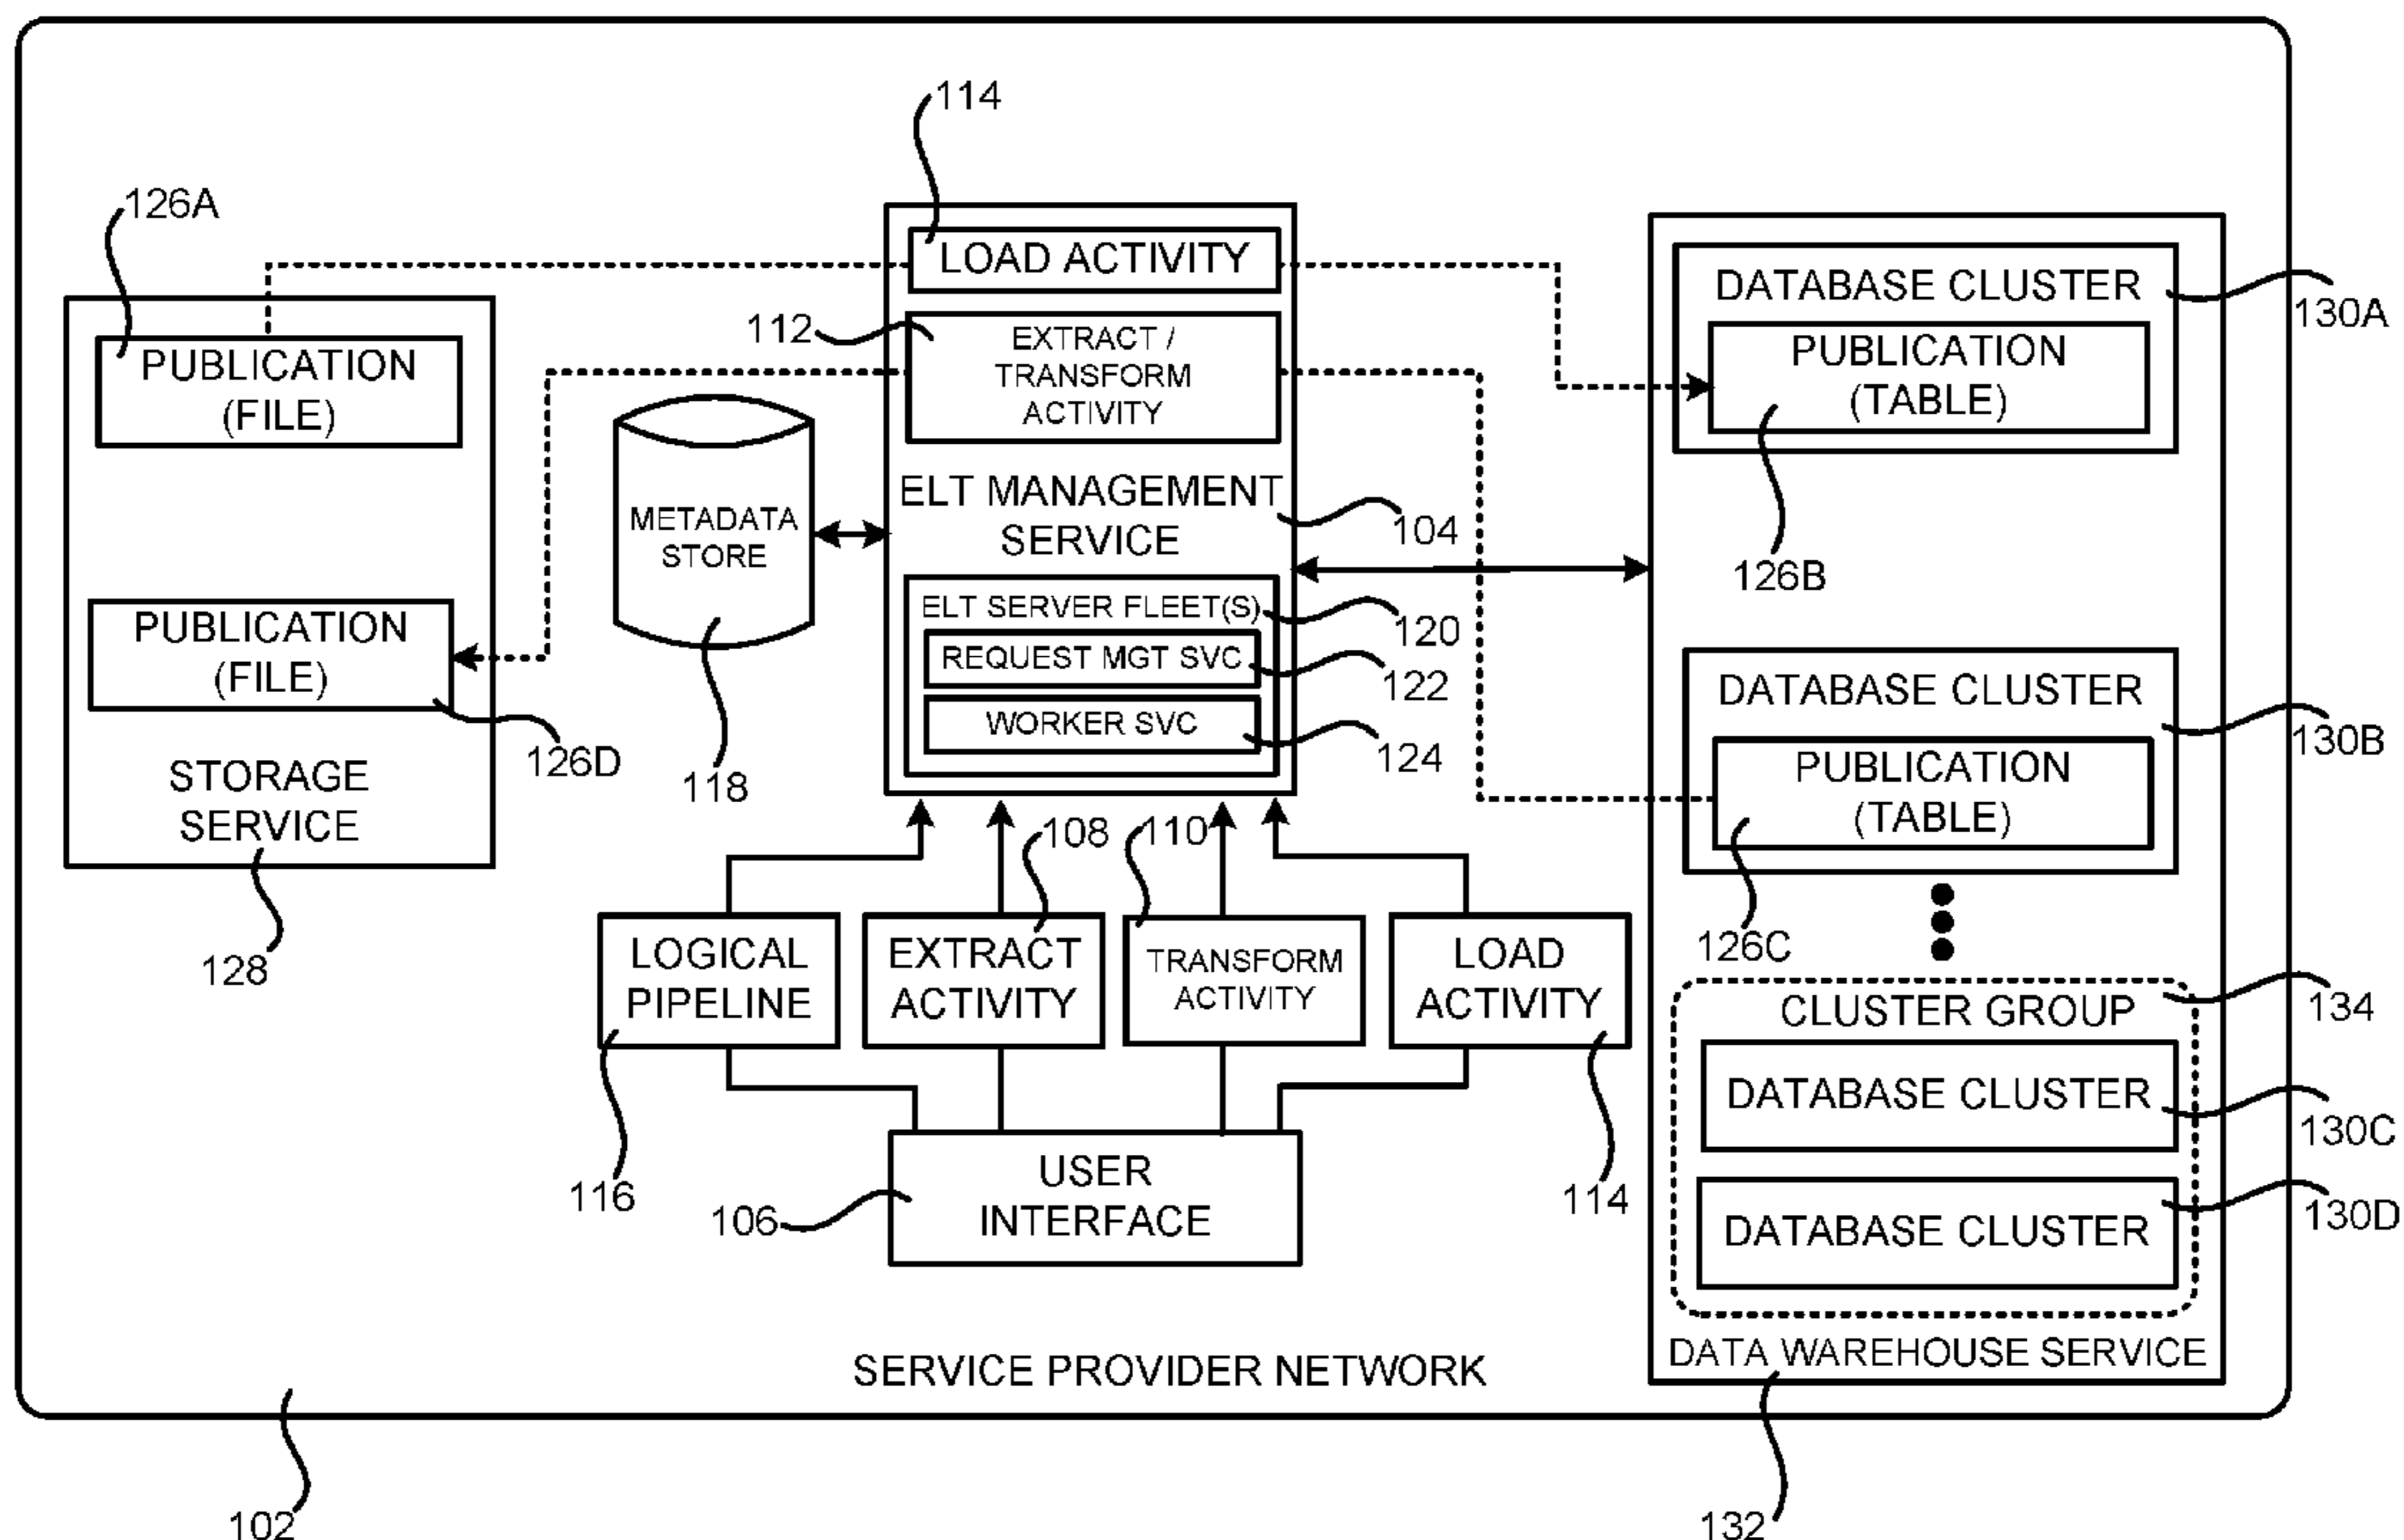 114
126A
LOAD ACTIVITY
DATABASE CLUSTER
130A
112
EXTRACT /
TRANSFORM
ACTIVITY
PUBLICATION
(FILE)
PUBLICATION
(TABLE)
126B
METADATA
STORE
118
ELT MANAGEMENT
SERVICE
104
ELT SERVER FLEET(S)
120
REQUEST MGT SVC
122
WORKER SVC
124
PUBLICATION
(FILE)
126D
STORAGE
SERVICE
128
DATABASE CLUSTER
130B
PUBLICATION
(TABLE)
126C
108
110
LOGICAL
PIPELINE
116
EXTRACT
ACTIVITY
TRANSFORM
ACTIVITY
LOAD
ACTIVITY
114
CLUSTER GROUP
134
DATABASE CLUSTER
130C
DATABASE CLUSTER
130D
USER
INTERFACE
106
DATA WAREHOUSE SERVICE
SERVICE PROVIDER NETWORK
102
132